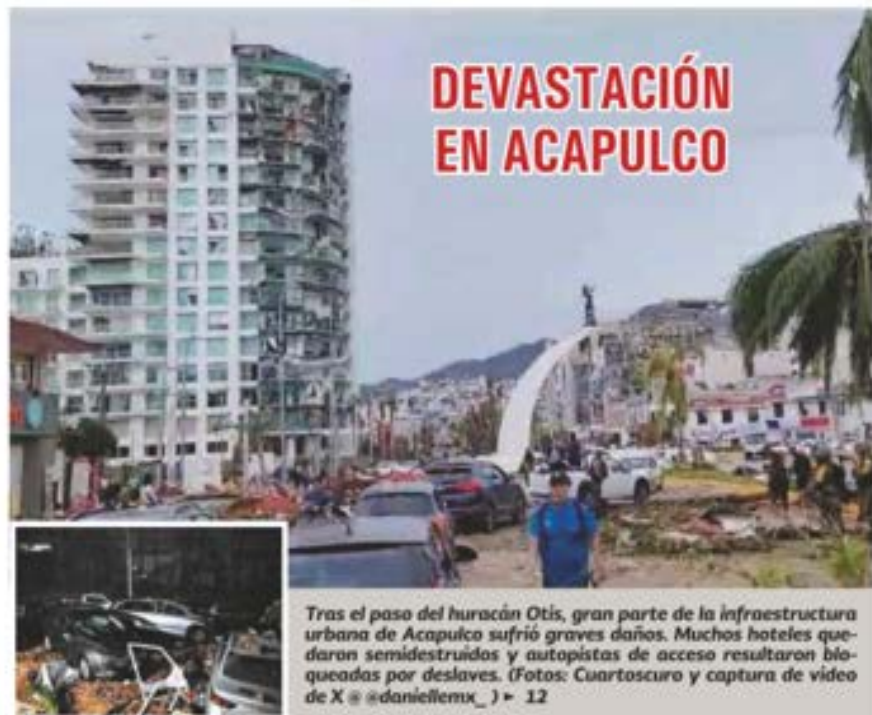 DEVASTACIÓN
EN ACAPULCO
Tras el paso del huracán Otis, gran parte de la infraestructura
urbana de Acapulco sufrió graves daños. Muchos hoteles que-
daron semidestruidos y autopistas de acceso resultaron blo-
queadas por deslaves. (Fotos: Cuartoscuro y captura de video
de X @ @daniellemx_ ) ► 12